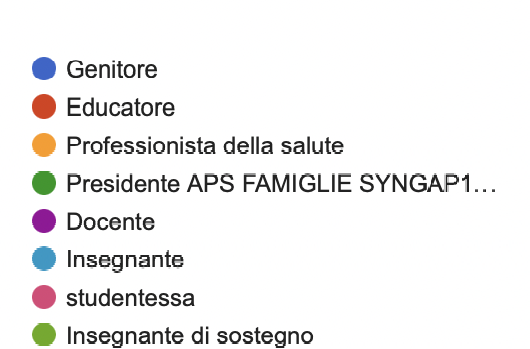 Genitore
Educatore
Professionista della salute
Presidente APS FAMIGLIE SYNGAP1...
Docente
Insegnante
studentessa
Insegnante di sostegno